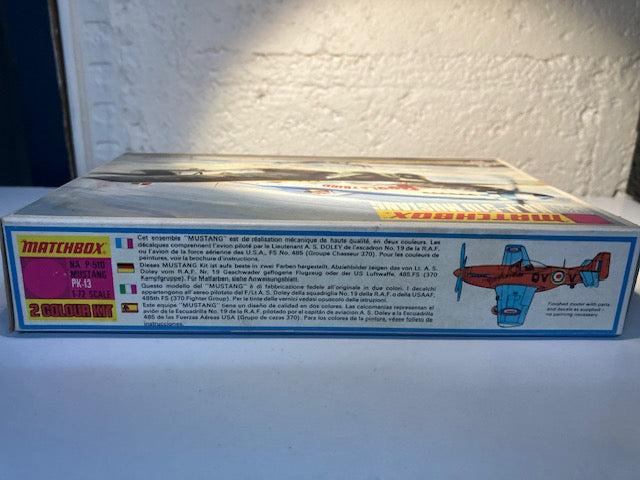 MATCHBOX
MATCHBOX
NA P-51D
MUSTANG
PK-13
1-72 SCALE
2 COLOUR KIT
Cet ensemble "MUSTANG" est de réalisation mécanique de haute qualité, en deux couleurs. Les
décalques comprennent l'avion piloté par le Lieutenant A. S. DOLEY de l'escadron No. 19 de la R.A.F.
ou l'avion de la force aérienne des U.S.A., FS No. 485 (Groupe Chasseur 370). Pour les couleurs de
peintures, voir la brochure d'instructions.
Dieses MUSTANG Kit ist aufs beste in zwei Farben hergestellt. Abziehbilder zeigen das von Lt. A. S.
Doley vom R.A.F. Nr. 19 Geschwader geflogene Flugzeug oder der US Luftwaffe, 485.FS (370
Kampfgruppe). Für Malfarben, siehe Anweisungsblatt.
Questo modello del "MUSTANG" è di fabbricazione fedele all'originale in due colori. I decalchi
appartengono all'aereo pilotato dal F/Lt A. S. Doley della squadriglia No. 19 della R.A.F. o della USAAF,
485th FS (370 Fighter Group). Per le tinte delle vernici vedasi opuscolo delle istruzioni.
Este equipo "MUSTANG" tiene un diseño de calidad en dos colores. Las calcomanías representan el
avión de la Escuadrilla No. 19 de la R.A.F. pilotado por el capitán de aviación A. S. Doley a la Escuadrilla
485 de las Fuerzas Aéreas USA (Grupo de cazas 370). Para los colores de la pintura, véase folleto de
instrucciones.
QV V
Finished model with parts
and decals as supplied -
no painting necessary